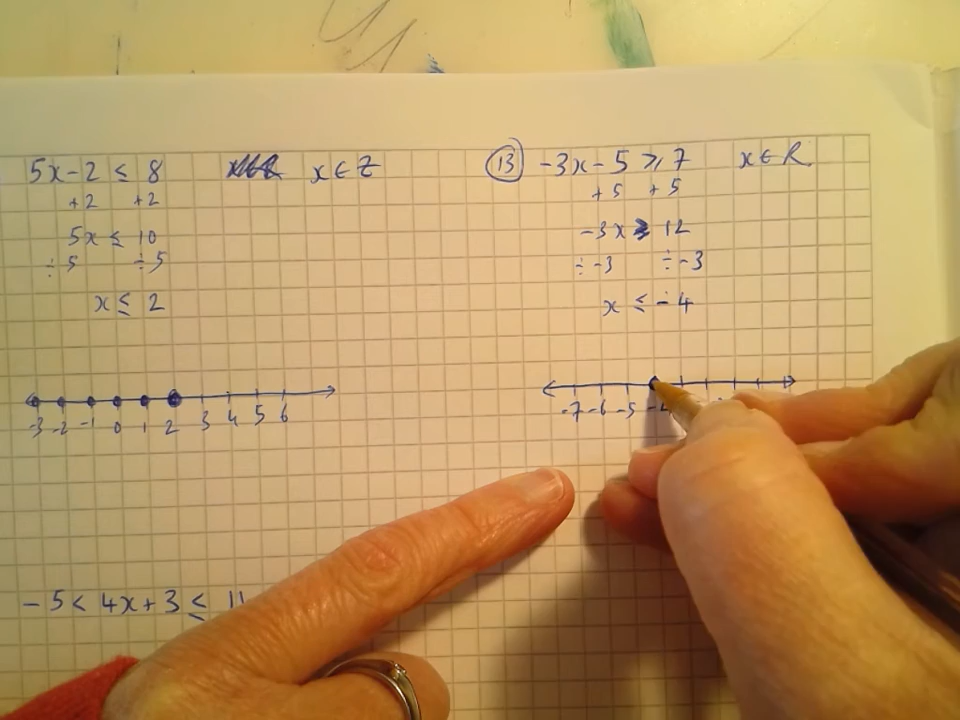 5x-2 ≤ 8 x∈Z
+2 +2
5x ≤ 10
÷5 ÷5
x ≤ 2
-3 -2 -1 0 1 2 3 4 5 6
-5 < 4x+3 ≤ 11
13 -3x-5 ≥ 7 x∈R
+5 +5
-3x ≥ 12
÷-3 ÷-3
x ≤ -4
-7 -6 -5 -4